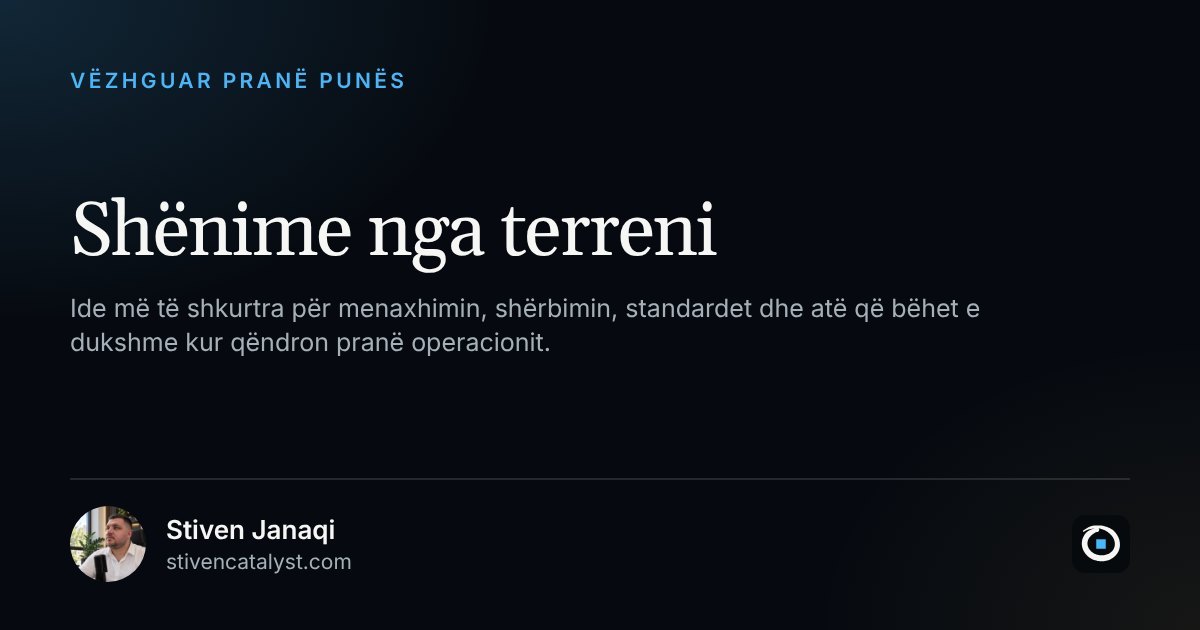 VËZHGUAR PRANË PUNËS
Shënime nga terreni
Ide më të shkurtra për menaxhimin, shërbimin, standardet dhe atë që bëhet e
dukshme kur qëndron pranë operacionit.
Stiven Janaqi
stivencatalyst.com